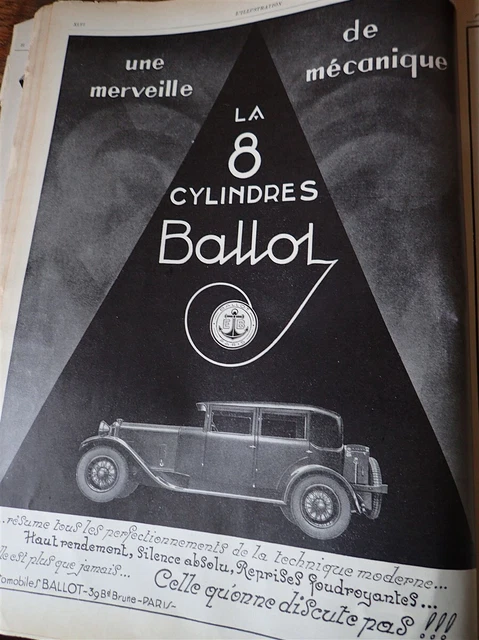 L'ILLUSTRATION
une
merveille
de
mécanique
LA
8
CYLINDRES
Ballot
...résume tous les perfectionnements de la technique moderne...
Haut rendement, Silence absolu, Reprises foudroyantes...
lle est plus que jamais...
Celle qu'on ne discute pas !!!
tomobiles BALLOT-39 Bd Brune-PARIS-